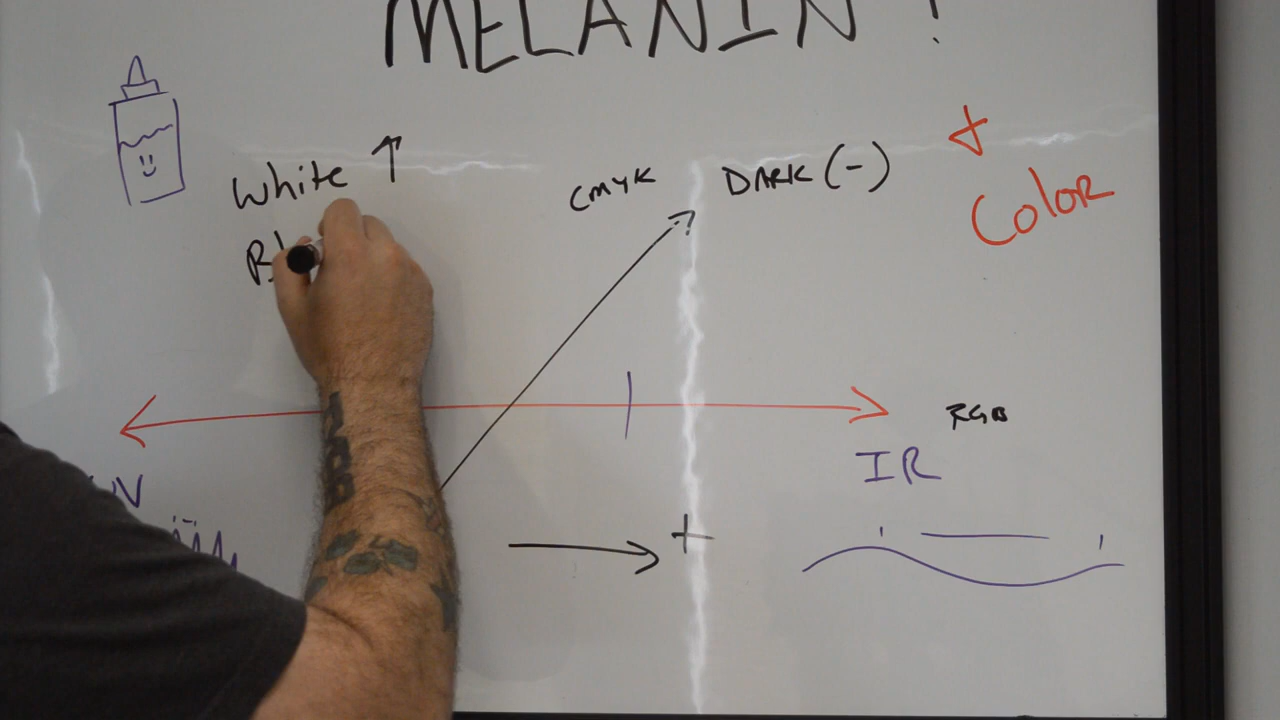 MELANIN!
White ↑
CMYK
DARK (-)
+
Color
RGB
IR
+